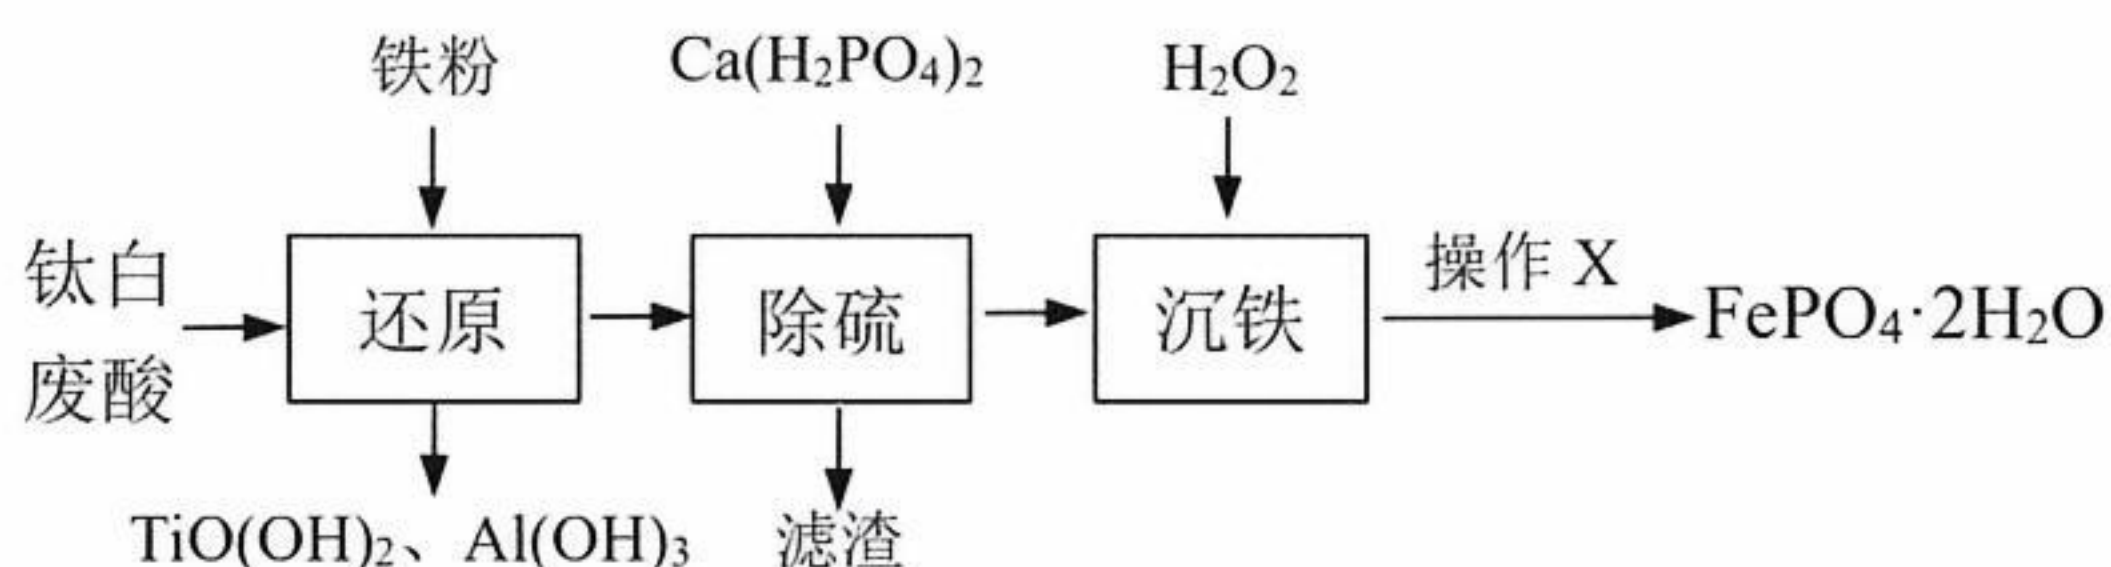 铁粉
Ca(H₂PO₄)₂
H₂O₂
钛白
废酸
还原
除硫
沉铁
操作 X
FePO₄·2H₂O
TiO(OH)₂、Al(OH)₃
滤渣